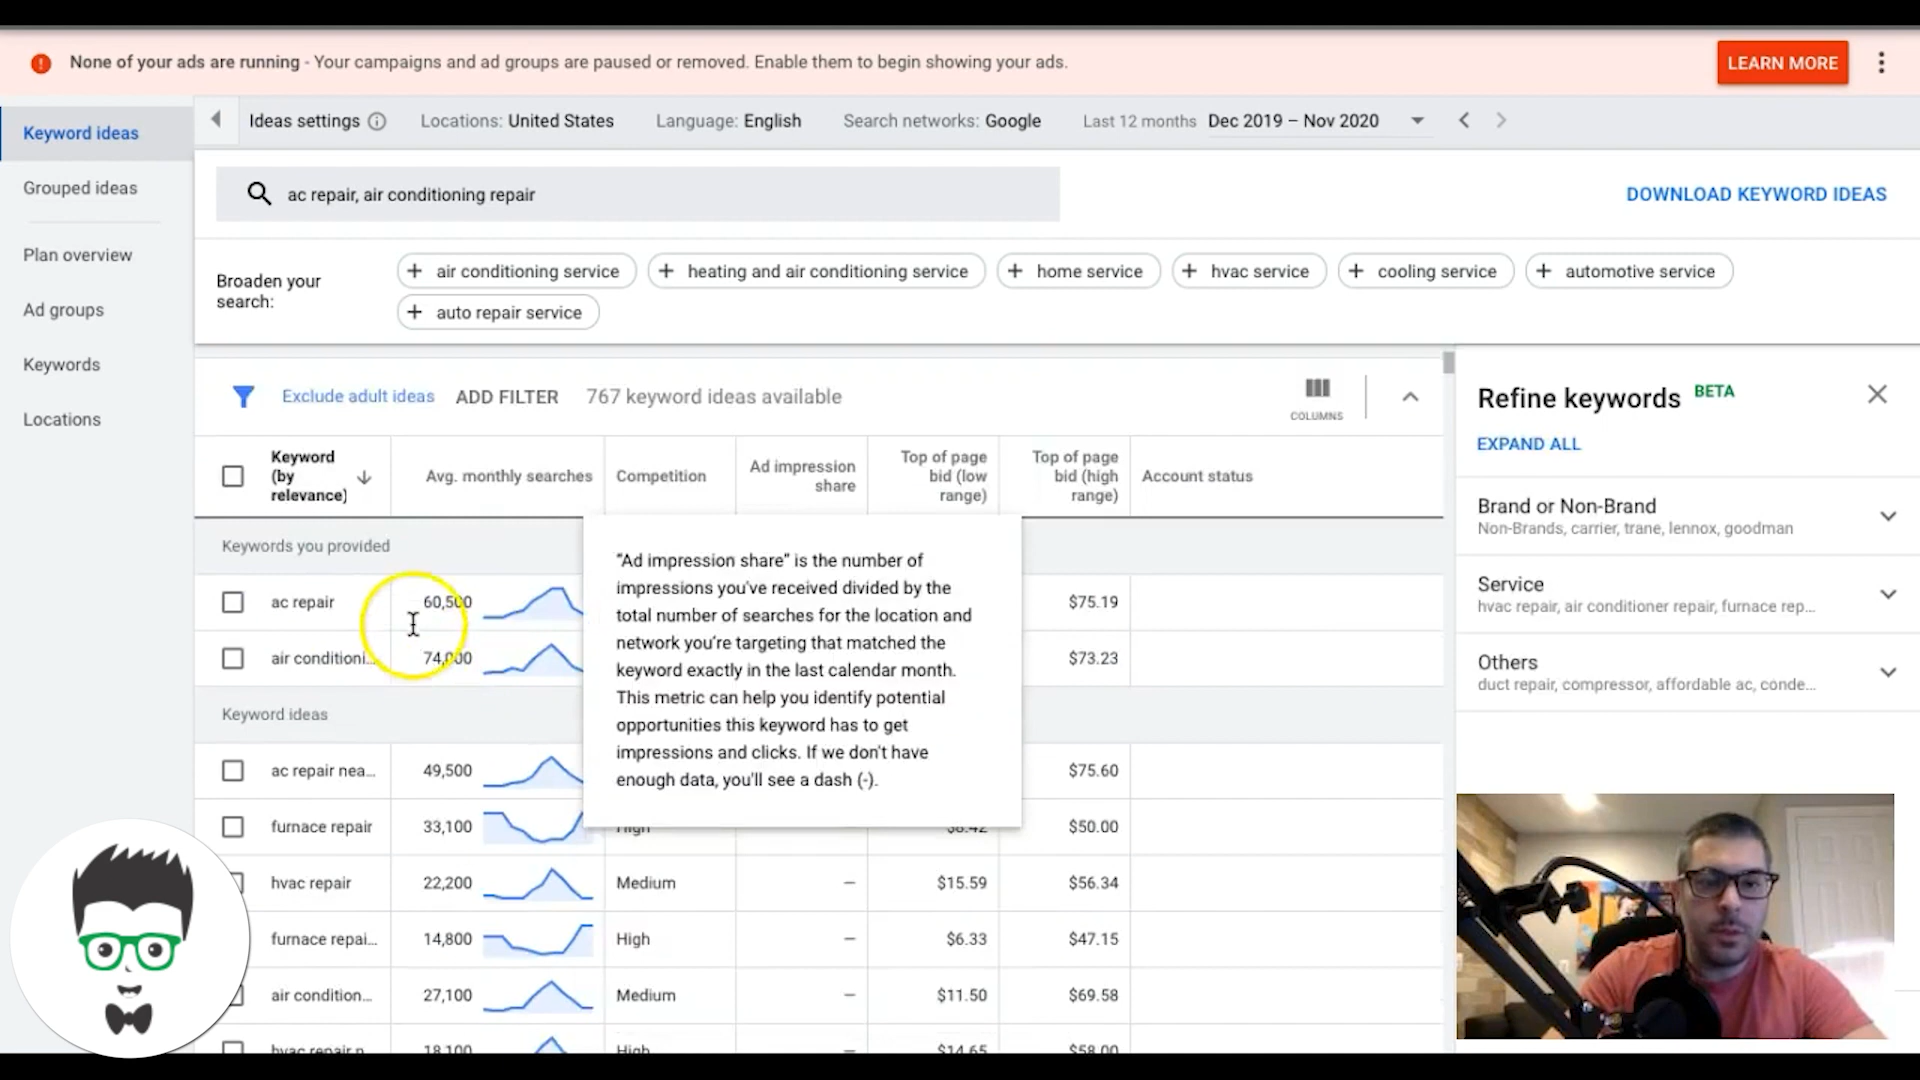 None of your ads are running - Your campaigns and ad groups are paused or removed. Enable them to begin showing your ads.
LEARN MORE
Keyword ideas
Grouped ideas
Plan overview
Ad groups
Keywords
Locations
Ideas settings
Locations: United States
Language: English
Search networks: Google
Last 12 months Dec 2019 – Nov 2020
ac repair, air conditioning repair
DOWNLOAD KEYWORD IDEAS
Broaden your
search:
+ air conditioning service
+ heating and air conditioning service
+ home service
+ hvac service
+ cooling service
+ automotive service
+ auto repair service
Exclude adult ideas
ADD FILTER
767 keyword ideas available
COLUMNS
Keyword
(by
relevance)
Avg. monthly searches
Competition
Ad impression
share
Top of page
bid (low
range)
Top of page
bid (high
range)
Account status
Keywords you provided
ac repair 60,500 $75.19
air conditioni... 74,000 $73.23
Keyword ideas
ac repair nea... 49,500 $75.60
furnace repair 33,100 High $8.42 $50.00
hvac repair 22,200 Medium – $15.59 $56.34
furnace repai... 14,800 High – $6.33 $47.15
air condition... 27,100 Medium – $11.50 $69.58
hvac repair n... 18,100 High – $14.65 $58.00
“Ad impression share” is the number of
impressions you've received divided by the
total number of searches for the location and
network you're targeting that matched the
keyword exactly in the last calendar month.
This metric can help you identify potential
opportunities this keyword has to get
impressions and clicks. If we don't have
enough data, you'll see a dash (-).
Refine keywords BETA
EXPAND ALL
Brand or Non-Brand
Non-Brands, carrier, trane, lennox, goodman
Service
hvac repair, air conditioner repair, furnace rep...
Others
duct repair, compressor, affordable ac, conde...